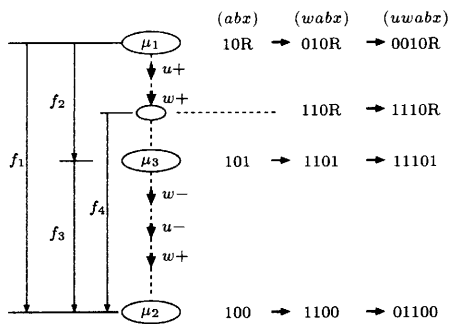 (abx) (wabx) (uwabx)
μ₁ 10R → 010R → 0010R
u+
f₂
w+
110R → 1110R
f₁
μ₃ 101 → 1101 → 11101
f₄
w−
f₃ u−
w+
μ₂ 100 → 1100 → 01100